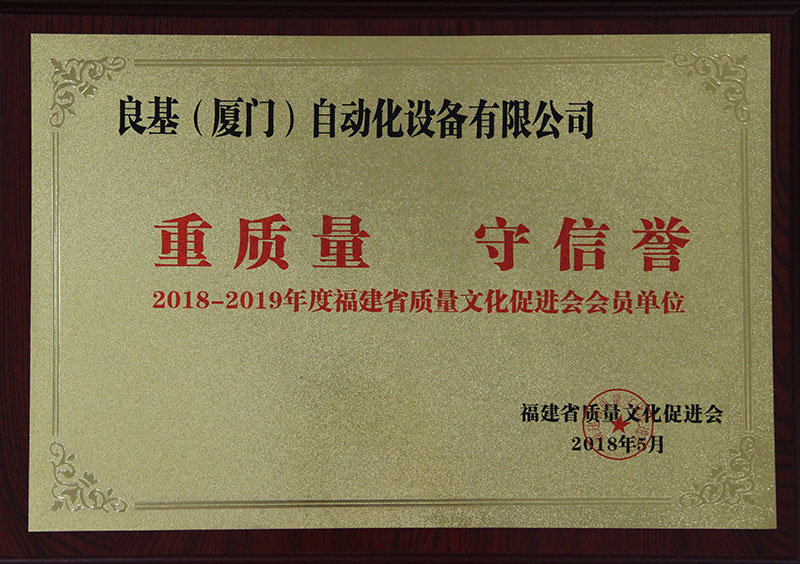 良基（厦门）自动化设备有限公司
重质量 守信誉
2018-2019年度福建省质量文化促进会会员单位
福建省质量文化促进会
2018年5月